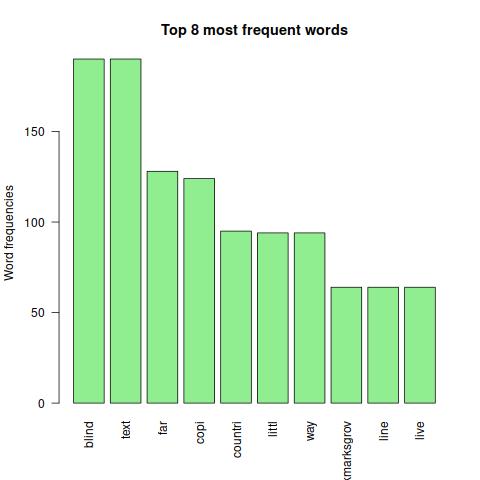 Top 8 most frequent words
Word frequencies
150
100
50
0
blind
text
far
copi
countri
littl
way
kmarksgrov
line
live